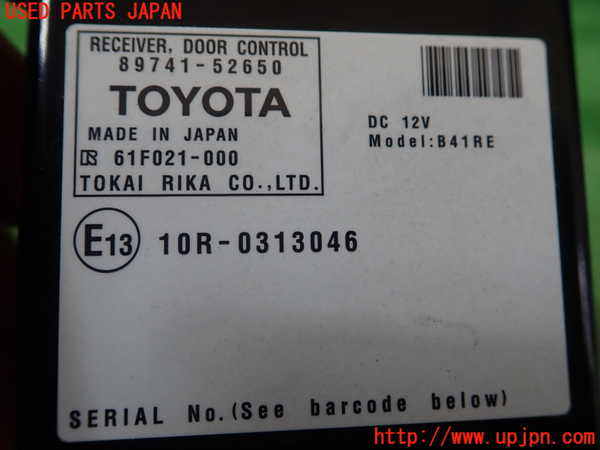 USED PARTS JAPAN
RECEIVER, DOOR CONTROL
89741-52650
TOYOTA
MADE IN JAPAN
61F021-000
TOKAI RIKA CO.,LTD.
DC 12V
Model:B41RE
E13 10R-0313046
SERIAL No.(See barcode below)
http://www.upjpn.com/